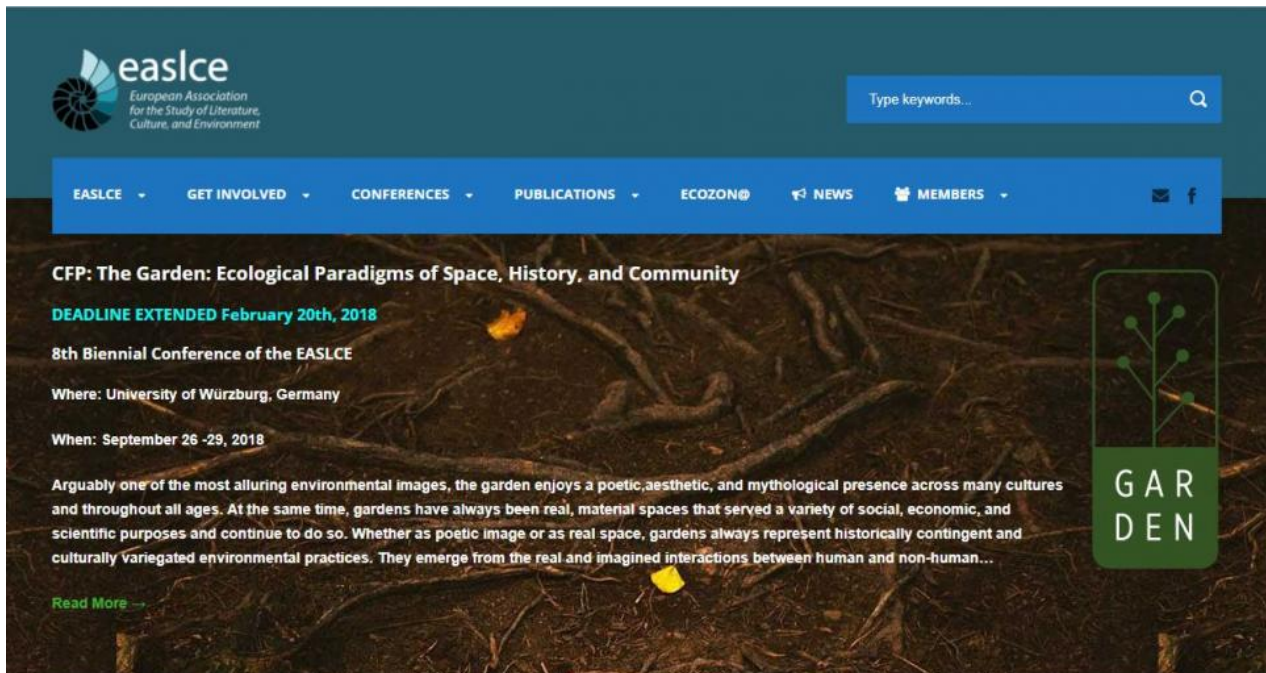 easlce
European Association
for the Study of Literature,
Culture, and Environment
Type keywords...
EASLCE
GET INVOLVED
CONFERENCES
PUBLICATIONS
ECOZON@
NEWS
MEMBERS
CFP: The Garden: Ecological Paradigms of Space, History, and Community
DEADLINE EXTENDED February 20th, 2018
8th Biennial Conference of the EASLCE
Where: University of Würzburg, Germany
When: September 26 -29, 2018
Arguably one of the most alluring environmental images, the garden enjoys a poetic,aesthetic, and mythological presence across many cultures
and throughout all ages. At the same time, gardens have always been real, material spaces that served a variety of social, economic, and
scientific purposes and continue to do so. Whether as poetic image or as real space, gardens always represent historically contingent and
culturally variegated environmental practices. They emerge from the real and imagined interactions between human and non-human…
Read More →
GAR
DEN